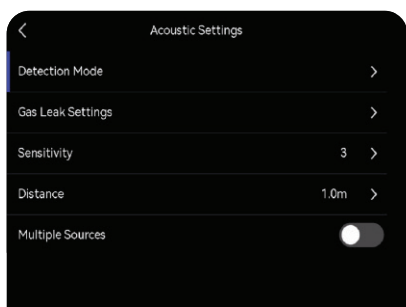 Acoustic Settings
Detection Mode
Gas Leak Settings
Sensitivity 3
Distance 1.0m
Multiple Sources